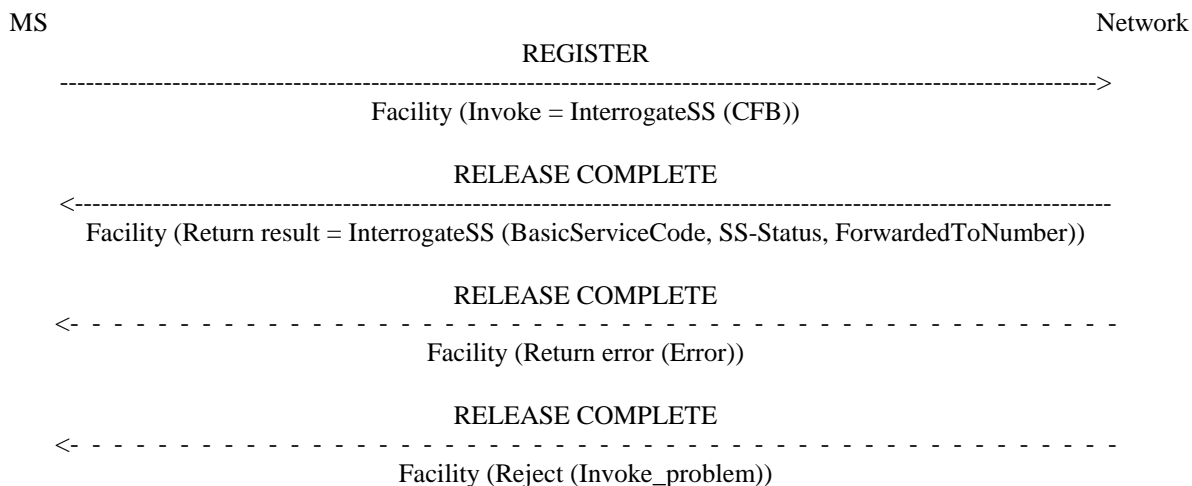 MS Network
REGISTER
Facility (Invoke = InterrogateSS (CFB))
RELEASE COMPLETE
Facility (Return result = InterrogateSS (BasicServiceCode, SS-Status, ForwardedToNumber))
RELEASE COMPLETE
Facility (Return error (Error))
RELEASE COMPLETE
Facility (Reject (Invoke_problem))